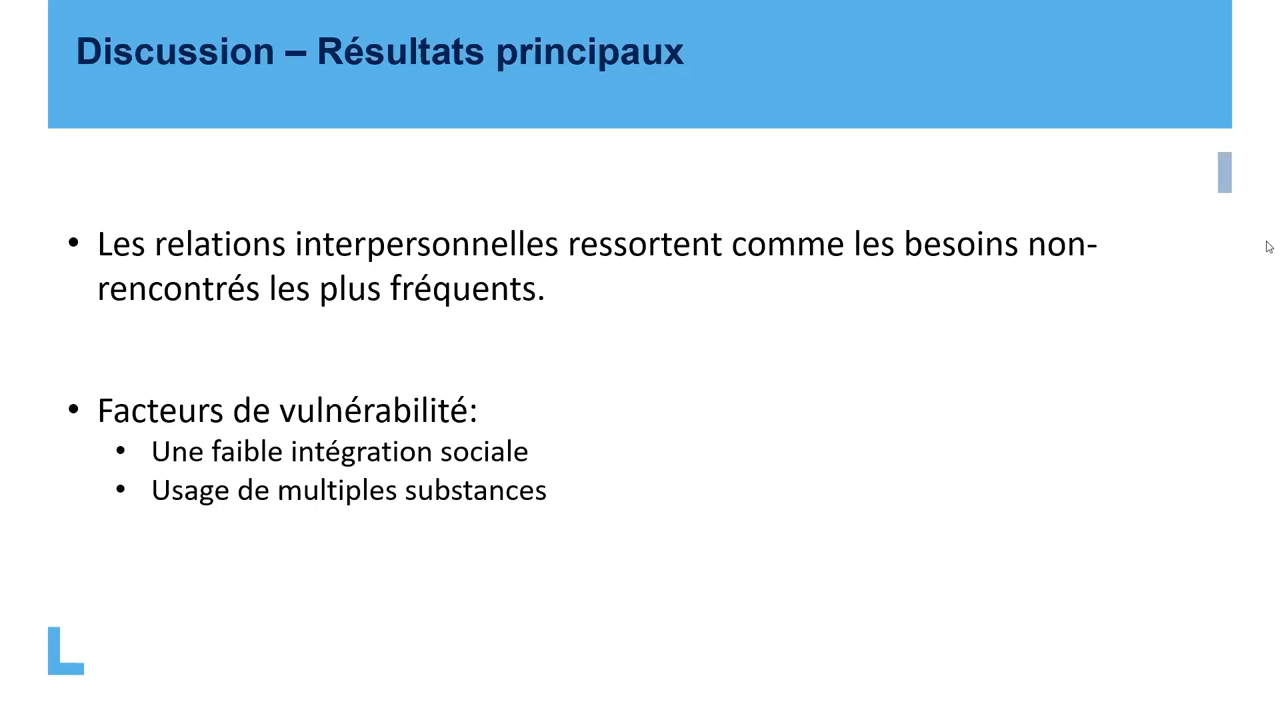 Discussion – Résultats principaux
• Les relations interpersonnelles ressortent comme les besoins non-
rencontrés les plus fréquents.
• Facteurs de vulnérabilité:
• Une faible intégration sociale
• Usage de multiples substances